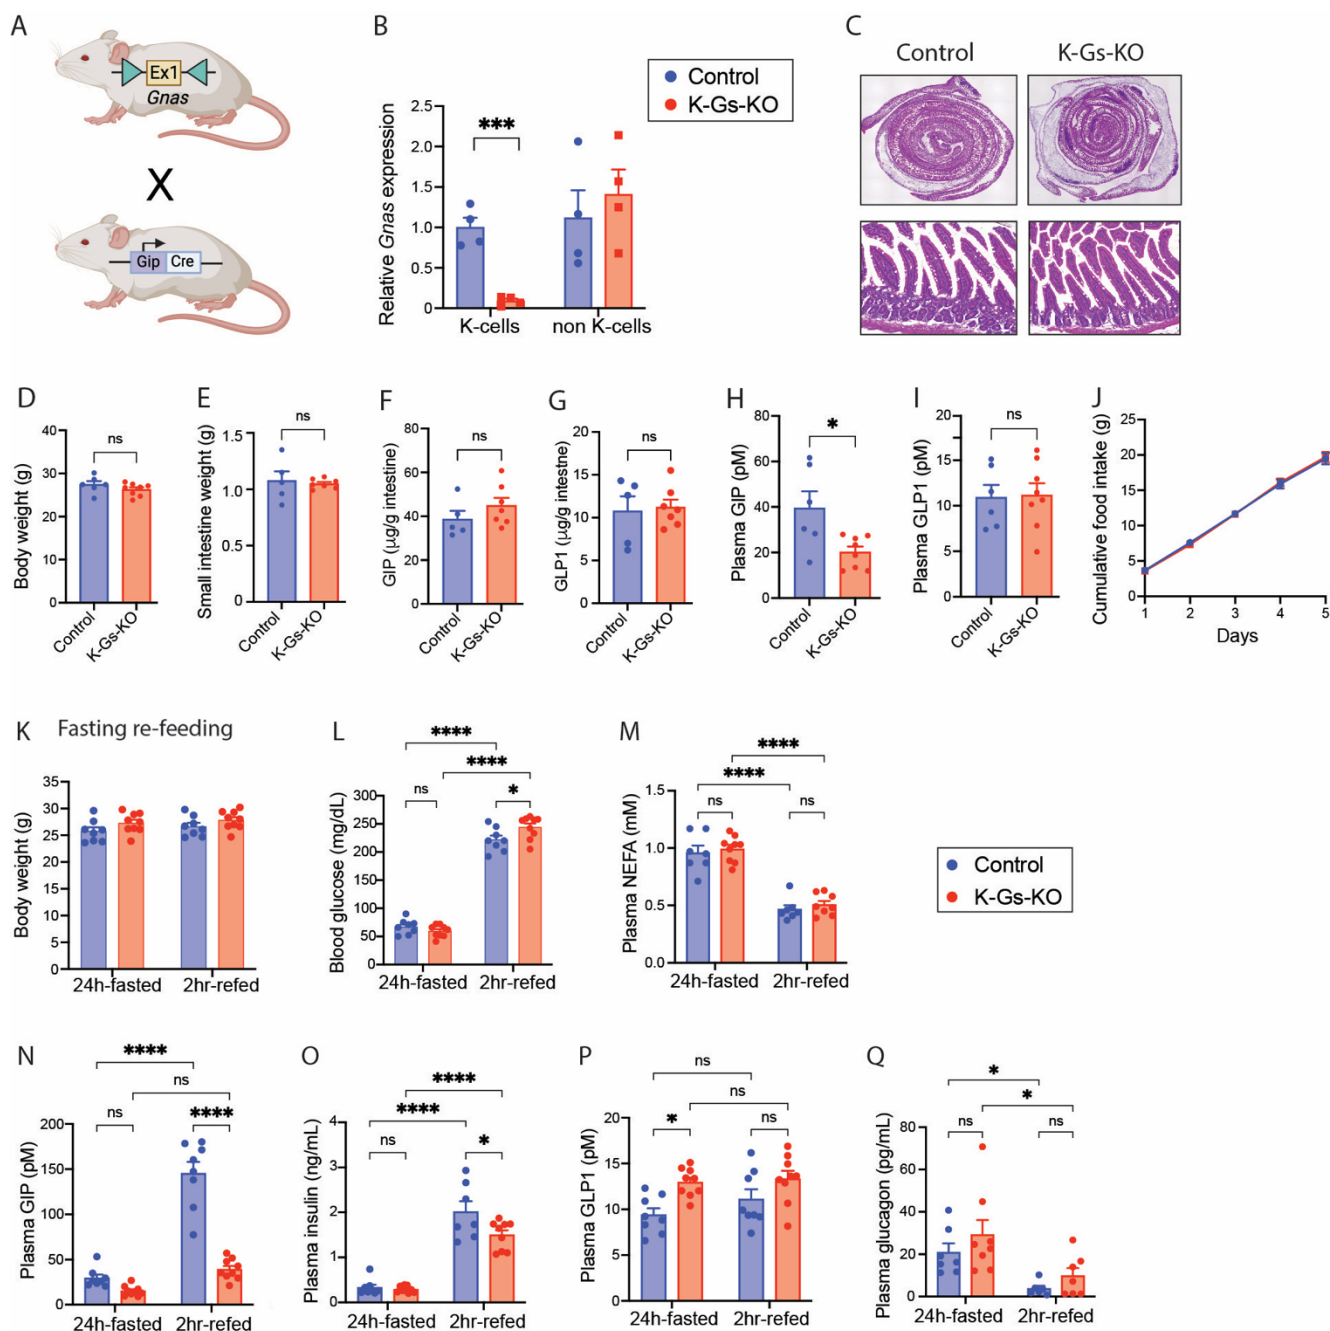 A
Ex1
Gnas
X
Gip Cre
B
Control
K-Gs-KO
***
Relative Gnas expression
2.5
2.0
1.5
1.0
0.5
0
K-cells
non K-cells
C
Control
K-Gs-KO
D
ns
Body weight (g)
40
30
20
10
0
Control
K-Gs-KO
E
ns
Small intestine weight (g)
1.5
1.0
0.5
0
Control
K-Gs-KO
F
ns
GIP (µg/g intestine)
80
60
40
20
0
Control
K-Gs-KO
G
ns
GLP1 (µg/g intestne)
20
15
10
5
0
Control
K-Gs-KO
H
*
Plasma GIP (pM)
80
60
40
20
0
Control
K-Gs-KO
I
ns
Plasma GLP1 (pM)
20
15
10
5
0
Control
K-Gs-KO
J
Cumulative food intake (g)
25
20
15
10
5
0
1 2 3 4 5
Days
K Fasting re-feeding
Body weight (g)
35
30
25
20
15
10
5
0
24h-fasted
2hr-refed
L
****
****
ns
*
Blood glucose (mg/dL)
300
250
200
150
100
50
0
24h-fasted
2hr-refed
M
****
****
ns
ns
Plasma NEFA (mM)
1.5
1.0
0.5
0.0
24h-fasted
2hr-refed
Control
K-Gs-KO
N
****
ns
ns
****
Plasma GIP (pM)
200
150
100
50
0
24h-fasted
2hr-refed
O
****
****
ns
*
Plasma insulin (ng/mL)
4
3
2
1
0
24h-fasted
2hr-refed
P
ns
ns
*
ns
Plasma GLP1 (pM)
20
15
10
5
0
24h-fasted
2hr-refed
Q
*
*
ns
ns
Plasma glucagon (pg/mL)
80
60
40
20
0
24h-fasted
2hr-refed